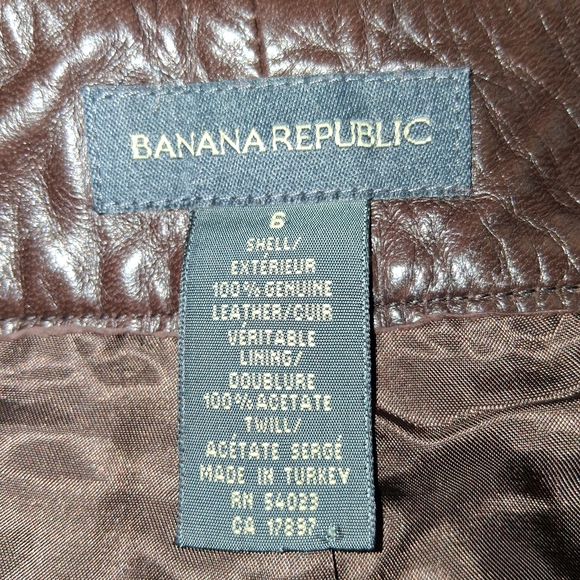 BANANA REPUBLIC
6
SHELL/
EXTÉRIEUR
100% GENUINE
LEATHER/CUIR
VÉRITABLE
LINING/
DOUBLURE
100% ACETATE
TWILL/
ACÉTATE SERGÉ
MADE IN TURKEY
RN 54023
CA 17897